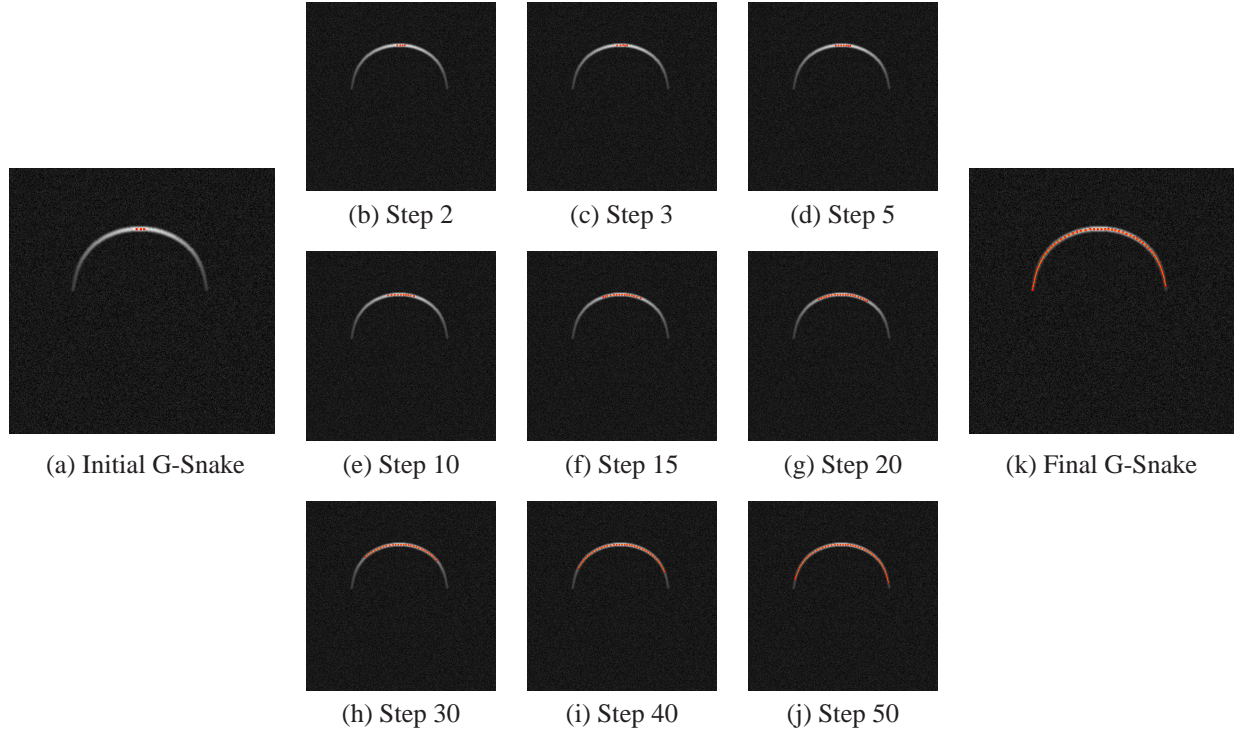 (b) Step 2
(c) Step 3
(d) Step 5
(a) Initial G-Snake
(e) Step 10
(f) Step 15
(g) Step 20
(k) Final G-Snake
(h) Step 30
(i) Step 40
(j) Step 50